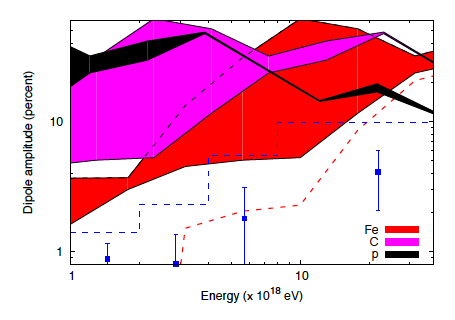 10
1
Dipole amplitude (percent)
1
10
Energy (x 10^18 eV)
Fe
C
p